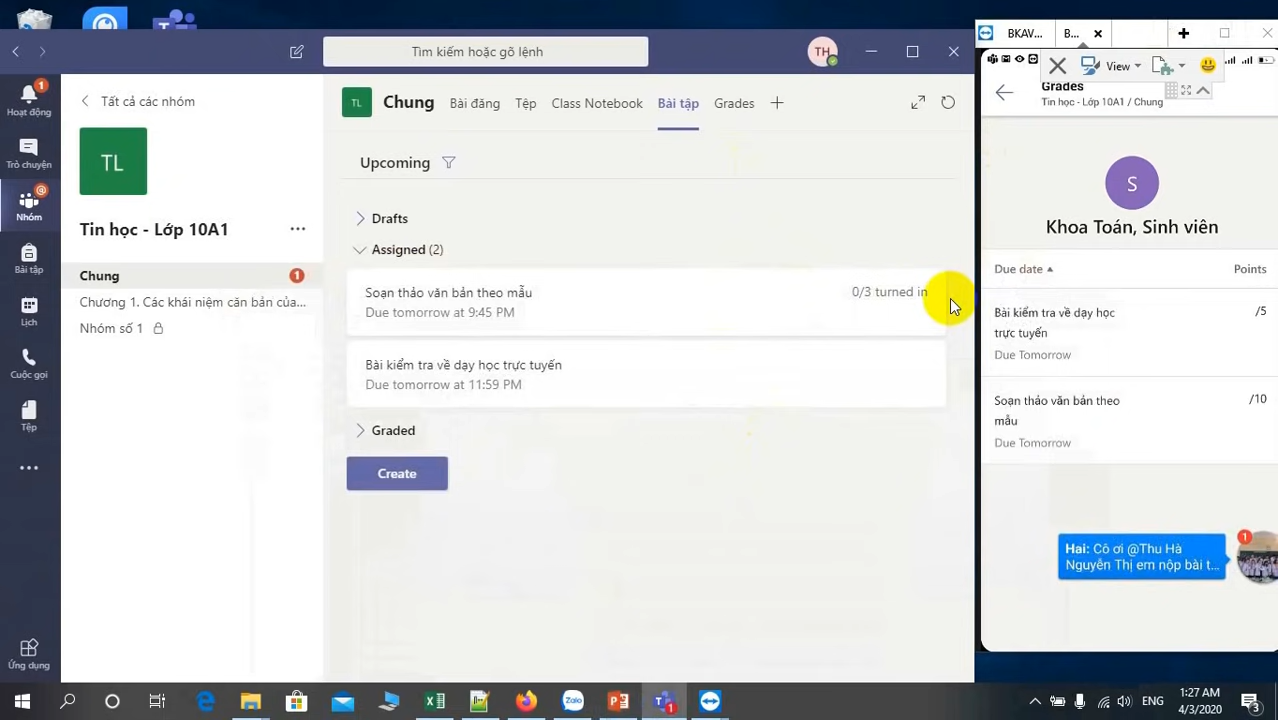 Tìm kiếm hoặc gõ lệnh
TH
1
Hoạt động
Trò chuyện
@
Nhóm
Bài tập
Lịch
Cuộc gọi
Tệp
Ứng dụng
Tất cả các nhóm
TL
Tin học - Lớp 10A1
Chung
1
Chương 1. Các khái niệm căn bản của...
Nhóm số 1
TL
Chung
Bài đăng
Tệp
Class Notebook
Bài tập
Grades
Upcoming
Drafts
Assigned (2)
Soạn thảo văn bản theo mẫu
0/3 turned in
Due tomorrow at 9:45 PM
Bài kiểm tra về dạy học trực tuyến
Due tomorrow at 11:59 PM
Graded
Create
BKAV...
B...
View
Grades
Tin học - Lớp 10A1 / Chung
S
Khoa Toán, Sinh viên
Due date
Points
Bài kiểm tra về dạy học
/5
trực tuyến
Due Tomorrow
Soạn thảo văn bản theo
/10
mẫu
Due Tomorrow
1
Hai: Cô ơi @Thu Hà
Nguyễn Thị em nộp bài t...
Zalo
1
ENG
1:27 AM
4/3/2020
3